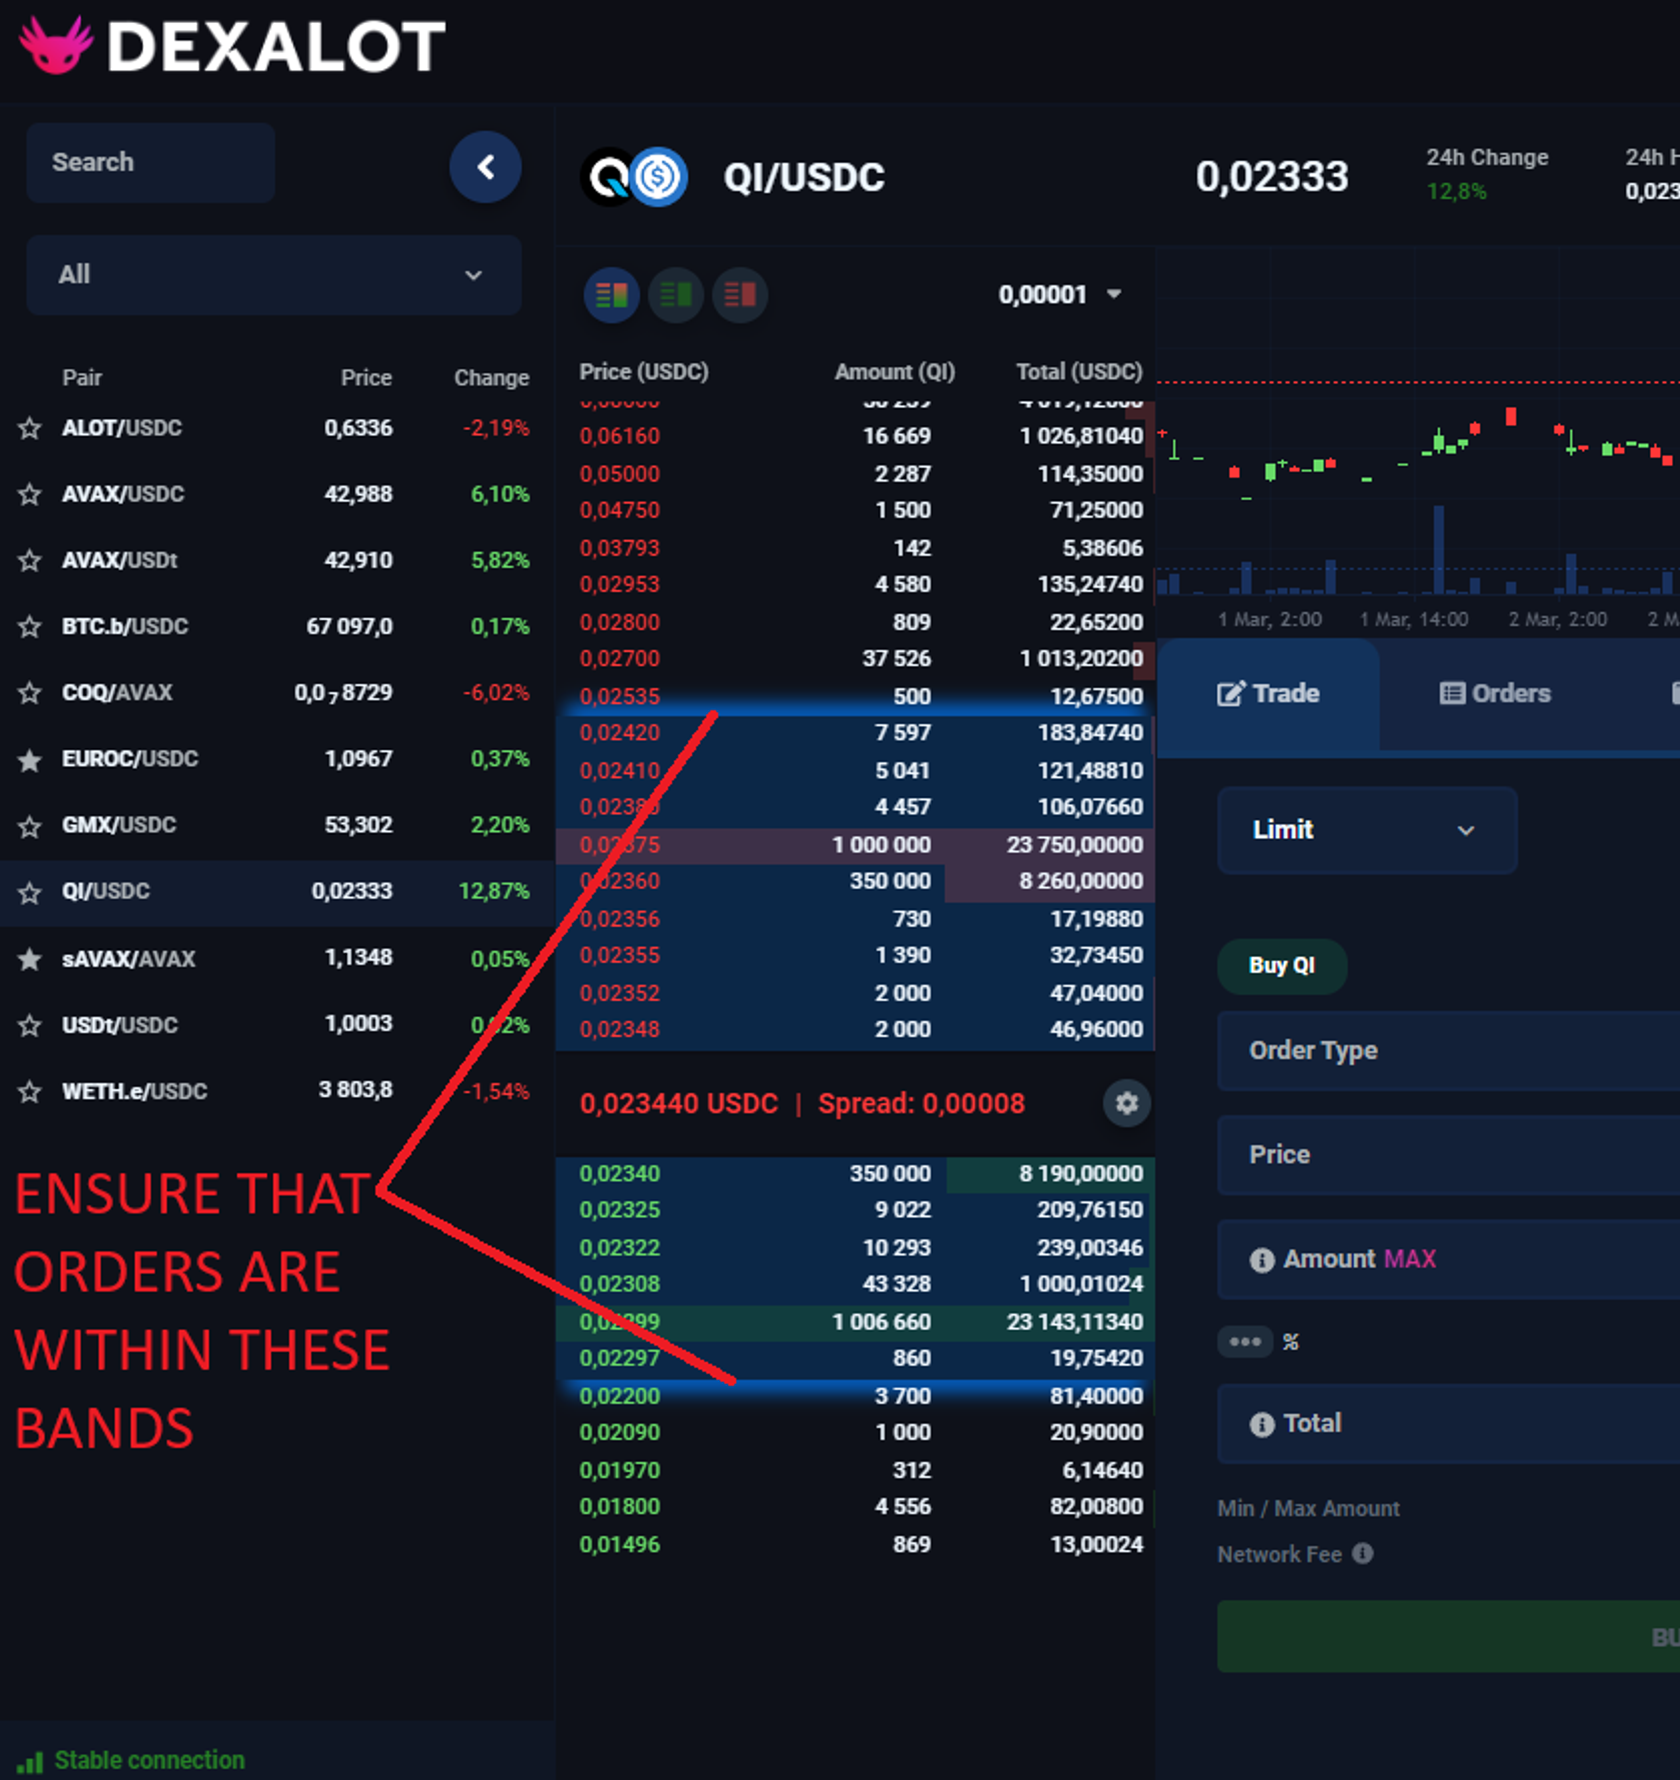 DEXALOT
Search
All
Pair Price Change
ALOT/USDC 0,6336 -2,19%
AVAX/USDC 42,988 6,10%
AVAX/USDt 42,910 5,82%
BTC.b/USDC 67 097,0 0,17%
COQ/AVAX 0,0₇8729 -6,02%
EUROC/USDC 1,0967 0,37%
GMX/USDC 53,302 2,20%
QI/USDC 0,02333 12,87%
sAVAX/AVAX 1,1348 0,05%
USDt/USDC 1,0003
WETH.e/USDC 3 803,8 -1,54%
ENSURE THAT
ORDERS ARE
WITHIN THESE
BANDS
Stable connection
QI/USDC 0,02333
24h Change
12,8%
24h
0,00001
Price (USDC) Amount (QI) Total (USDC)
0,06160 16 669 1 026,81040
0,05000 2 287 114,35000
0,04750 1 500 71,25000
0,03793 142 5,38606
0,02953 4 580 135,24740
0,02800 809 22,65200
0,02700 37 526 1 013,20200
0,02535 500 12,67500
0,02420 7 597 183,84740
0,02410 5 041 121,48810
0,02380 4 457 106,07660
0,02375 1 000 000 23 750,00000
0,02360 350 000 8 260,00000
0,02356 730 17,19880
0,02355 1 390 32,73450
0,02352 2 000 47,04000
0,02348 2 000 46,96000
0,023440 USDC | Spread: 0,00008
0,02340 350 000 8 190,00000
0,02325 9 022 209,76150
0,02322 10 293 239,00346
0,02308 43 328 1 000,01024
0,02299 1 006 660 23 143,11340
0,02297 860 19,75420
0,02200 3 700 81,40000
0,02090 1 000 20,90000
0,01970 312 6,14640
0,01800 4 556 82,00800
0,01496 869 13,00024
1 Mar, 2:00 1 Mar, 14:00 2 Mar, 2:00
Trade Orders
Limit
Buy QI
Order Type
Price
Amount MAX
%
Total
Min / Max Amount
Network Fee